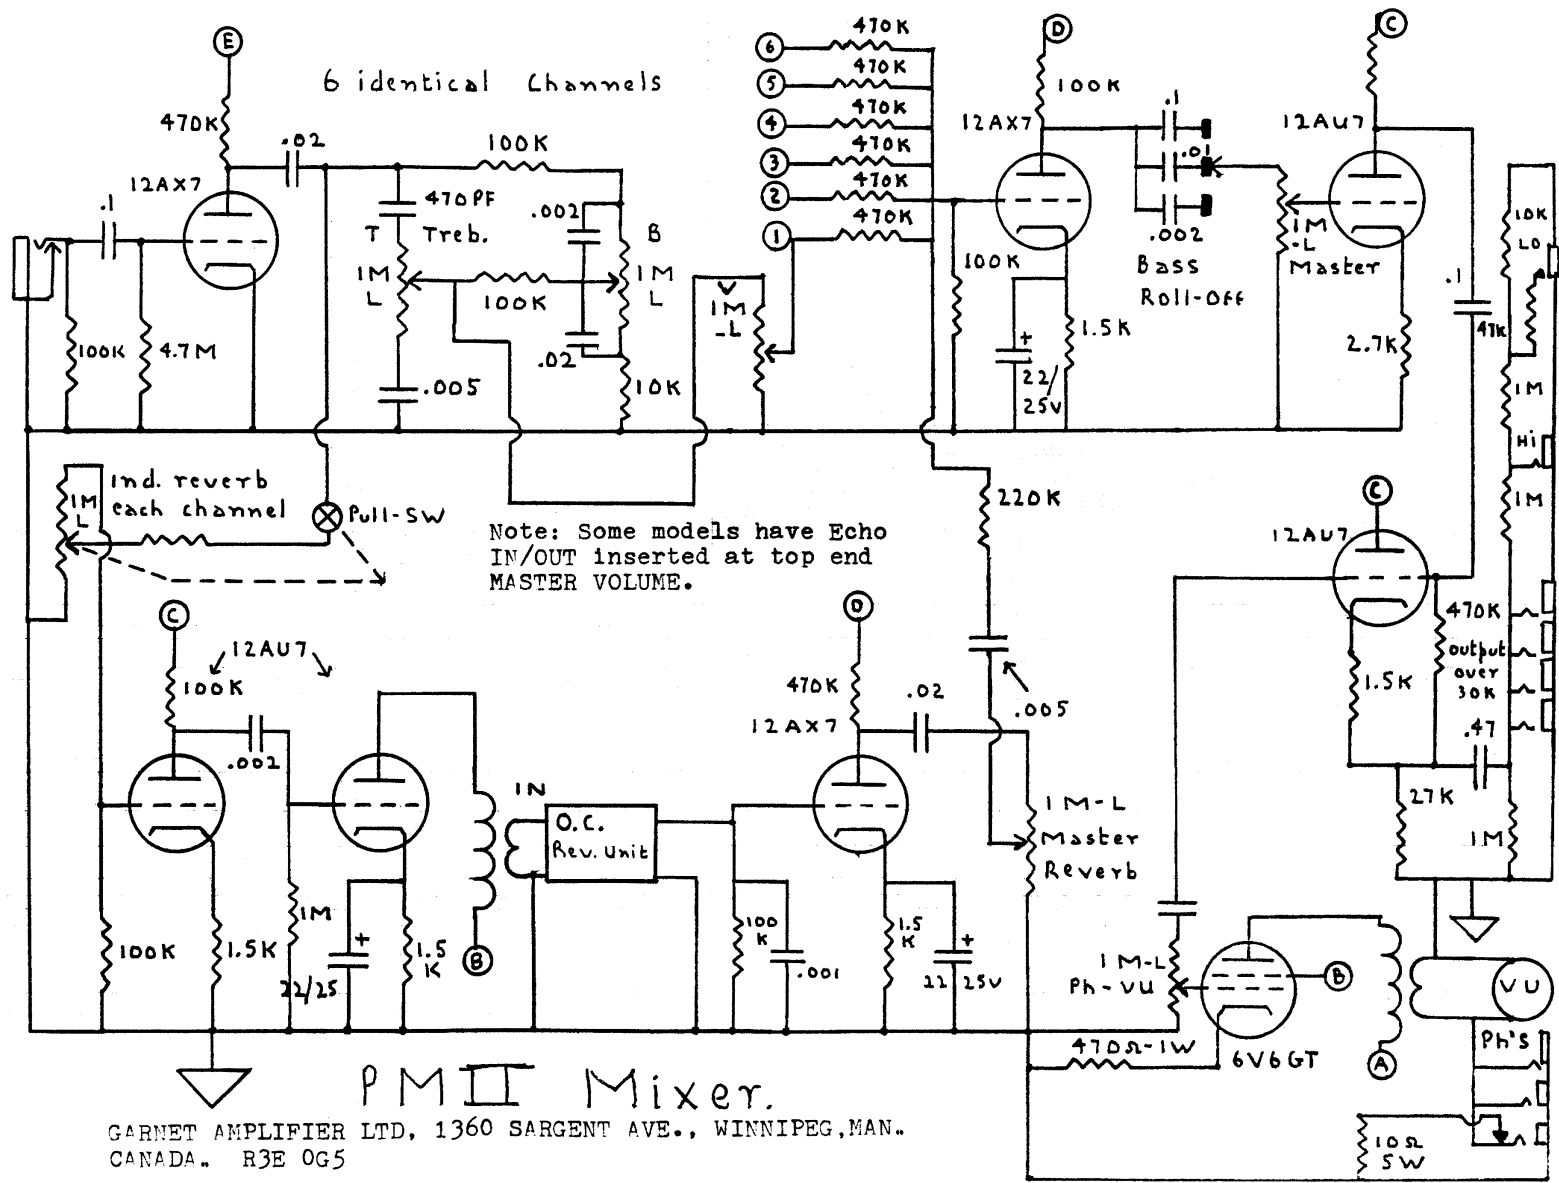 E
6 identical Channels
470K
.02
100K
12AX7
.1
470PF
Treb.
T
1M
L
.002
B
1M
L
100K
.02
100K
4.7M
.005
10K
6
470K
5
470K
4
470K
3
470K
2
470K
1
470K
V
1M
-L
D
100K
12AX7
100K
1.5K
+
22/
25V
.1
.01
.002
Bass
Roll-Off
C
12AU7
1M
-L
Master
2.7K
.1
10K
LO
47K
1M
Hi
1M
Ind. reverb
each channel
1M
L
Pull-SW
Note: Some models have Echo
IN/OUT inserted at top end
MASTER VOLUME.
220K
.005
C
12AU7
470K
output
over
30K
1.5K
.47
27K
1M
C
12AU7
100K
.002
100K
1.5K
1M
22/25
+
1.5
K
B
IN
O.C.
Rev. Unit
D
470K
12AX7
.02
100
K
.001
1.5
K
+
22 25V
1M-L
Master
Reverb
1M-L
Ph-VU
B
470Ω-1W
6V6GT
A
VU
Ph's
10Ω
5W
PMII Mixer.
GARNET AMPLIFIER LTD, 1360 SARGENT AVE., WINNIPEG,MAN..
CANADA. R3E 0G5